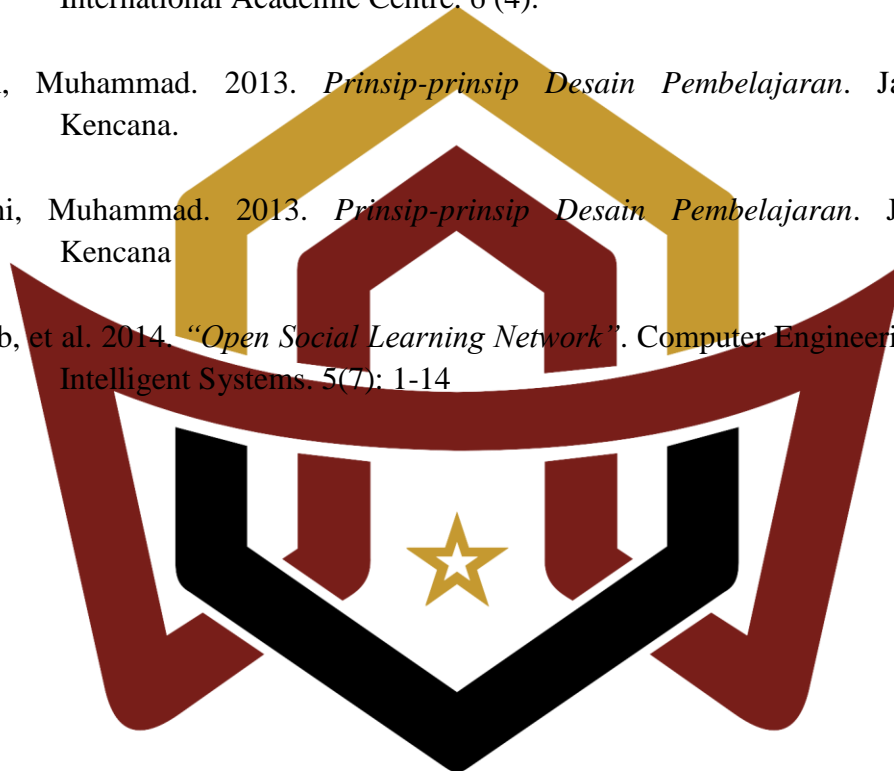 International Academic Centre. 6 (4).
, Muhammad. 2013. Prinsip-prinsip Desain Pembelajaran. Ja
Kencana.
ni, Muhammad. 2013. Prinsip-prinsip Desain Pembelajaran. J
Kencana
b, et al. 2014. “Open Social Learning Network”. Computer Engineeri
Intelligent Systems. 5(7): 1-14